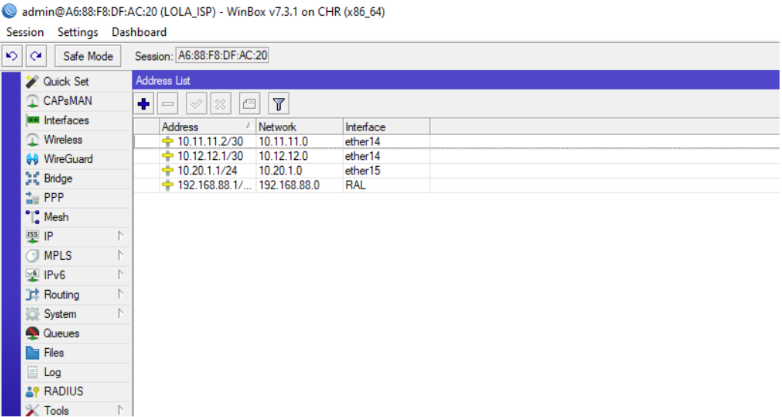 admin@A6:88:F8:DF:AC:20 (LOLA_ISP) - WinBox v7.3.1 on CHR (x86_64)
Session Settings Dashboard
Safe Mode Session: A6:88:F8:DF:AC:20
Quick Set
CAPsMAN
Interfaces
Wireless
WireGuard
Bridge
PPP
Mesh
IP
MPLS
IPv6
Routing
System
Queues
Files
Log
RADIUS
Tools
Address List
Address / Network Interface
10.11.11.2/30 10.11.11.0 ether14
10.12.12.1/30 10.12.12.0 ether14
10.20.1.1/24 10.20.1.0 ether15
192.168.88.1/... 192.168.88.0 RAL